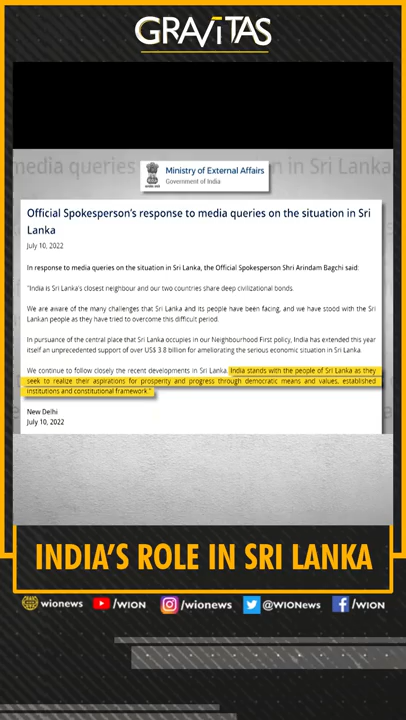 GRAVITAS
media queries
n in Sri Lanka
Ministry of External Affairs
Government of India
Official Spokesperson's response to media queries on the situation in Sri
Lanka
July 10, 2022
In response to media queries on the situation in Sri Lanka, the Official Spokesperson Shri Arindam Bagchi said:
"India is Sri Lanka's closest neighbour and our two countries share deep civilizational bonds.
We are aware of the many challenges that Sri Lanka and its people have been facing, and we have stood with the Sri
Lankan people as they have tried to overcome this difficult period.
In pursuance of the central place that Sri Lanka occupies in our Neighbourhood First policy, India has extended this year
itself an unprecedented support of over US$ 3.8 billion for ameliorating the serious economic situation in Sri Lanka.
We continue to follow closely the recent developments in Sri Lanka. India stands with the people of Sri Lanka as they
seek to realize their aspirations for prosperity and progress through democratic means and values, established
institutions and constitutional framework."
New Delhi
July 10, 2022
INDIA'S ROLE IN SRI LANKA
wionews /WION /wionews @WIONews /WION